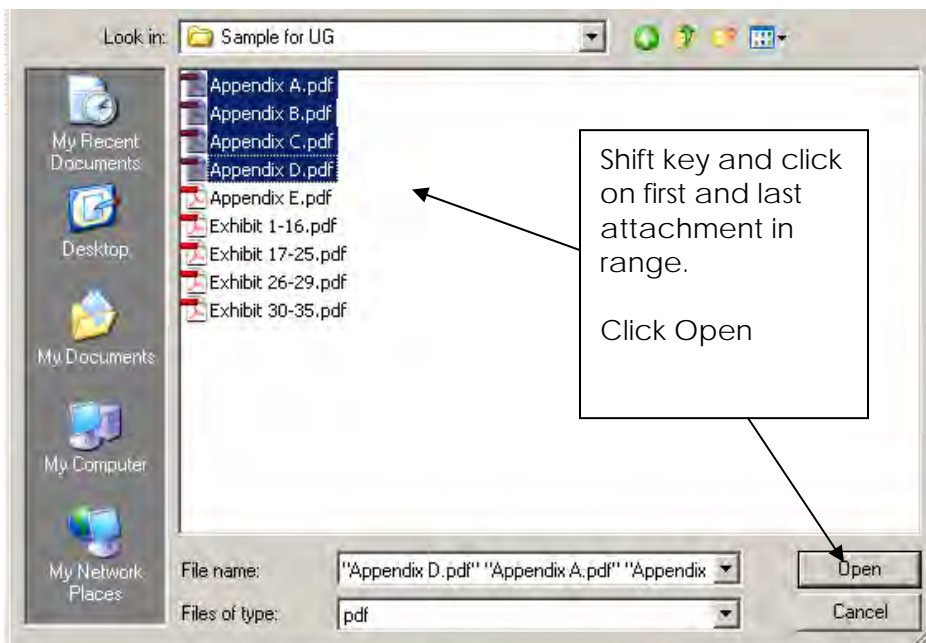 Look in:
Sample for UG
My Recent
Documents
Desktop
My Documents
My Computer
My Network
Places
Appendix A.pdf
Appendix B.pdf
Appendix C.pdf
Appendix D.pdf
Appendix E.pdf
Exhibit 1-16.pdf
Exhibit 17-25.pdf
Exhibit 26-29.pdf
Exhibit 30-35.pdf
Shift key and click
on first and last
attachment in
range.
Click Open
File name:
"Appendix D.pdf" "Appendix A.pdf" "Appendix
Open
Files of type:
pdf
Cancel